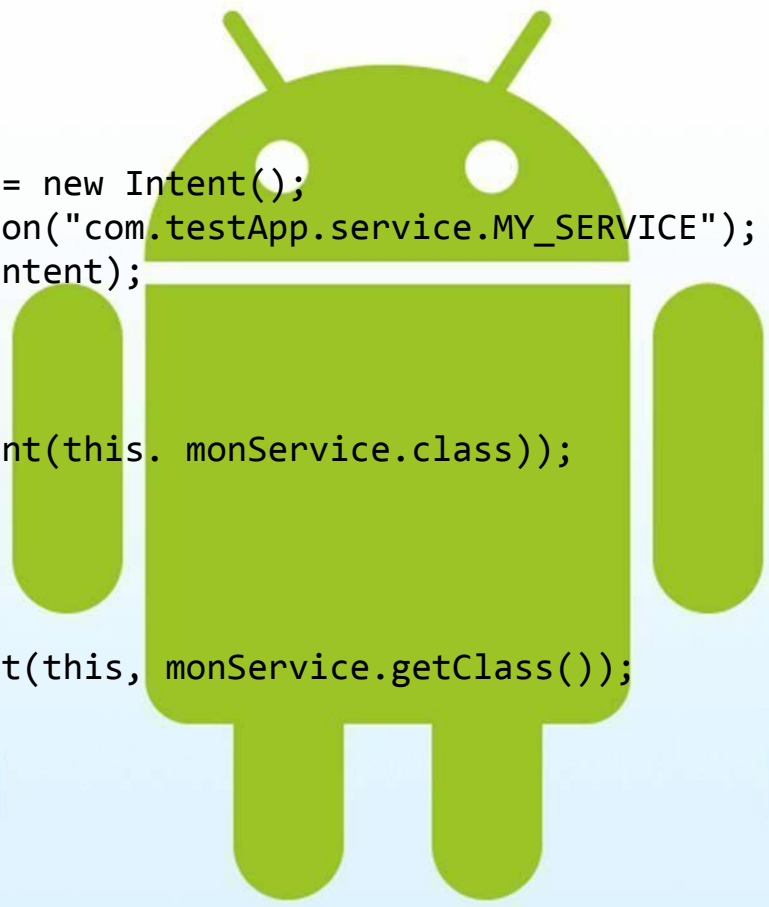 = new Intent();
on("com.testApp.service.MY_SERVICE");
ntent);
nt(this. monService.class));
t(this, monService.getClass());